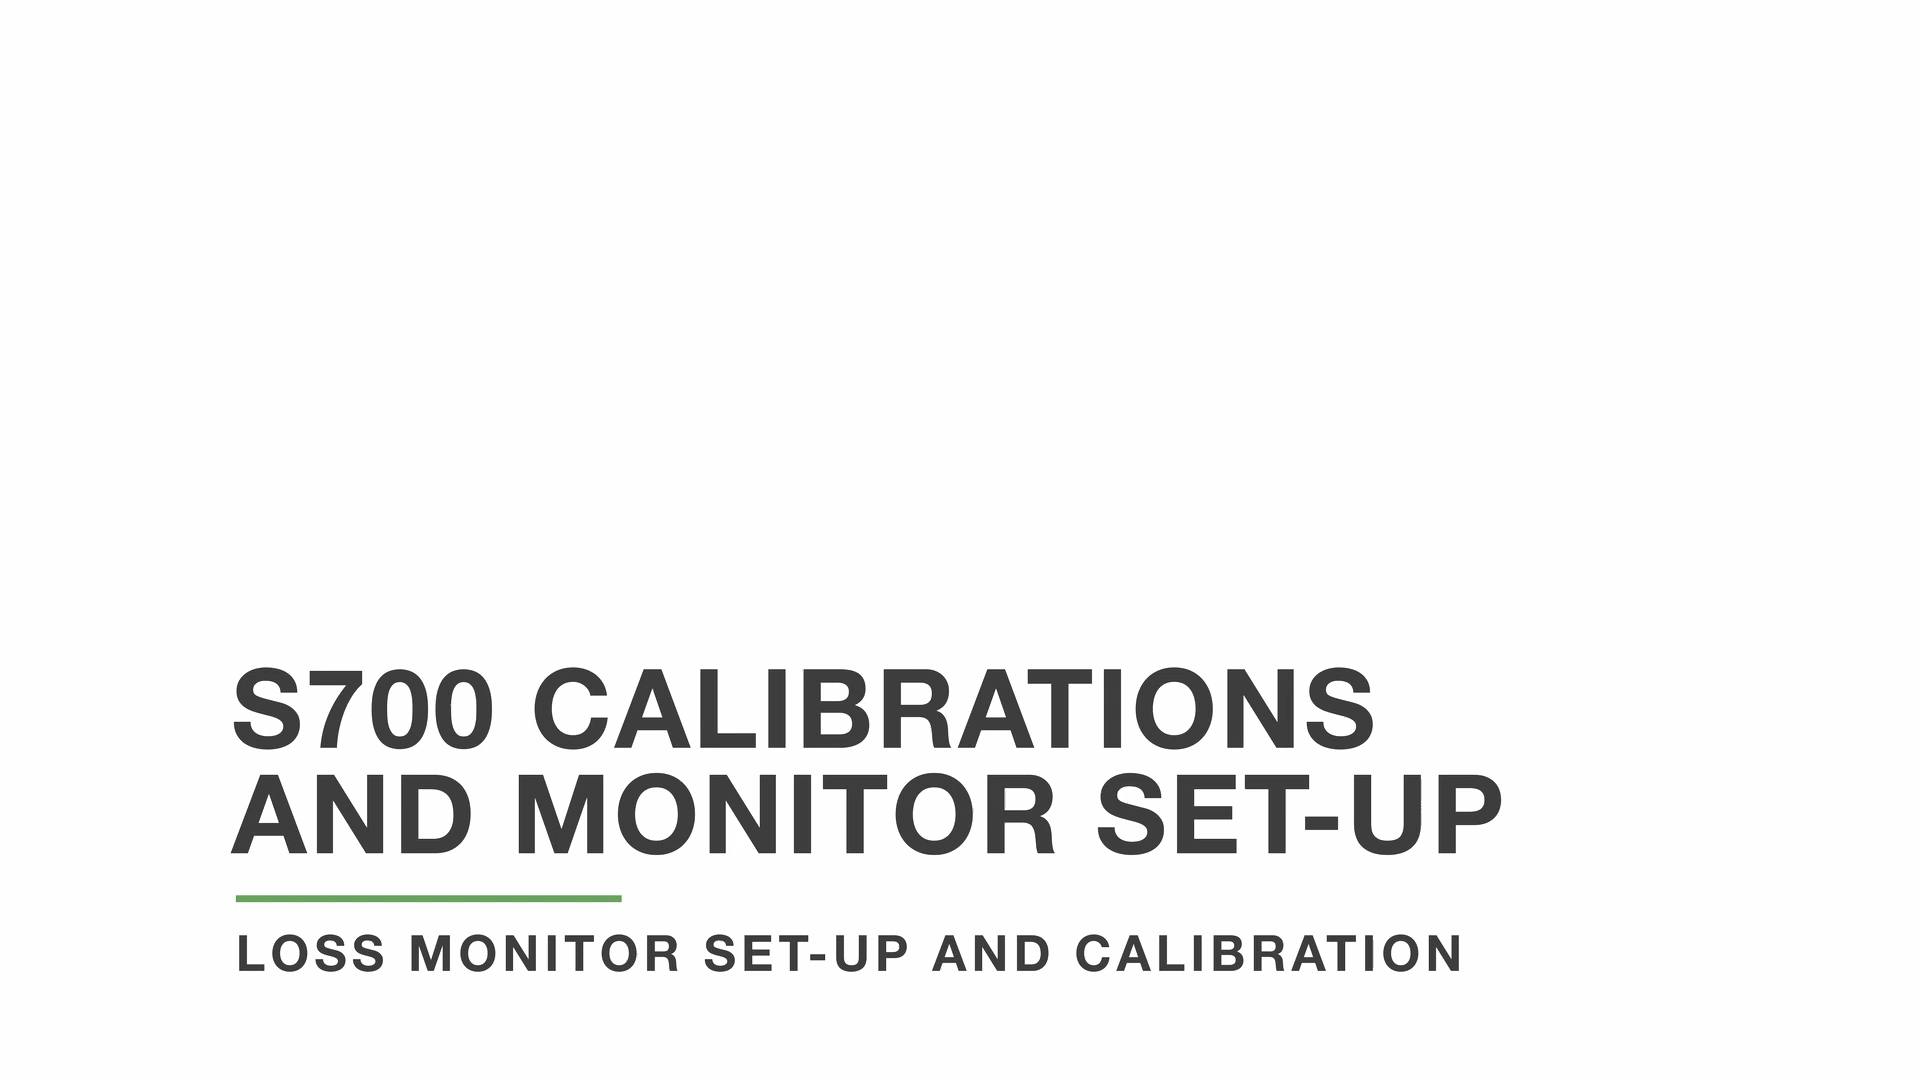 S700 CALIBRATIONS
AND MONITOR SET-UP
LOSS MONITOR SET-UP AND CALIBRATION